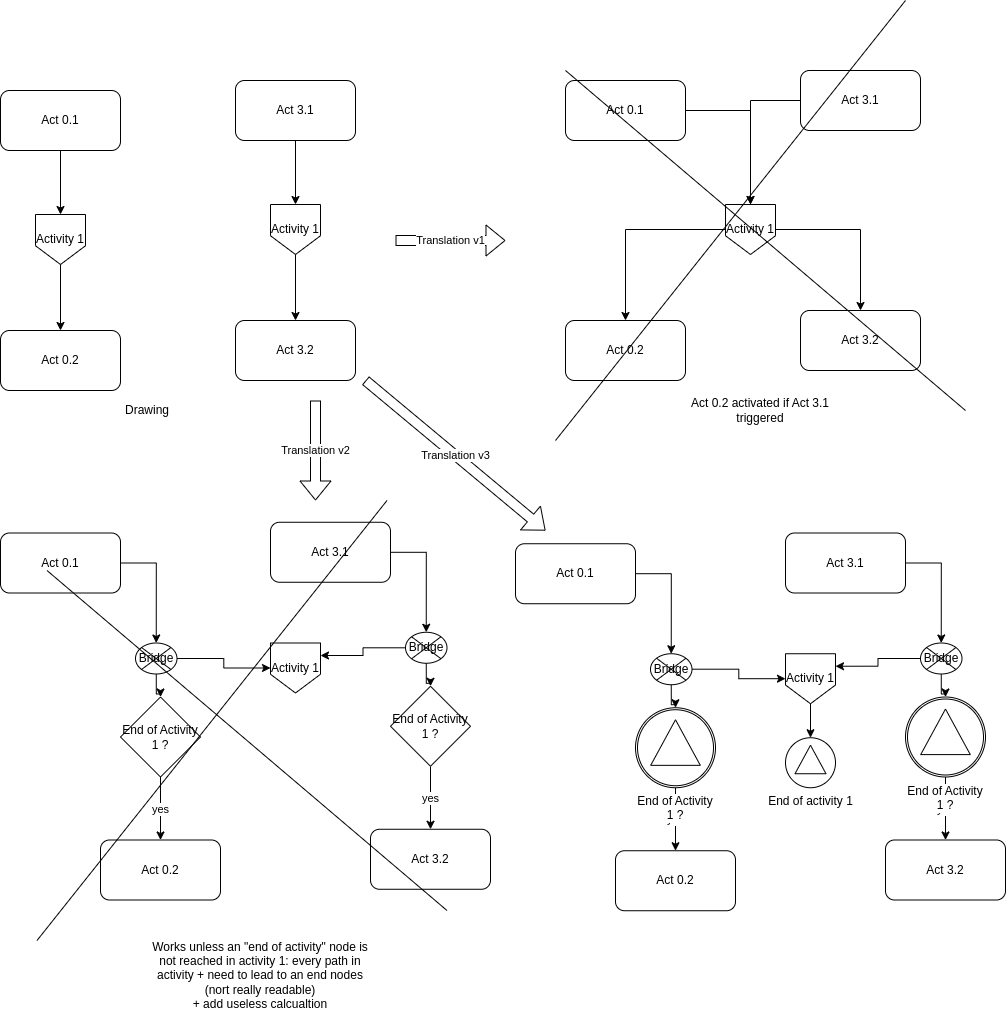 Act 0.1
Act 3.1
Act 0.1
Act 3.1
Activity 1
Activity 1
Translation v1
Activity 1
Act 0.2
Act 3.2
Act 0.2
Act 3.2
Drawing
Act 0.2 activated if Act 3.1
triggered
Translation v2
Translation v3
Act 0.1
Act 3.1
Bridge
Activity 1
Bridge
End of Activity
1 ?
End of Activity
1 ?
yes
yes
Act 0.2
Act 3.2
Works unless an "end of activity" node is
not reached in activity 1: every path in
activity + need to lead to an end nodes
(nort really readable)
+ add useless calcualtion
Act 0.1
Act 3.1
Bridge
Activity 1
Bridge
End of Activity
1 ?
End of activity 1
End of Activity
1 ?
Act 0.2
Act 3.2